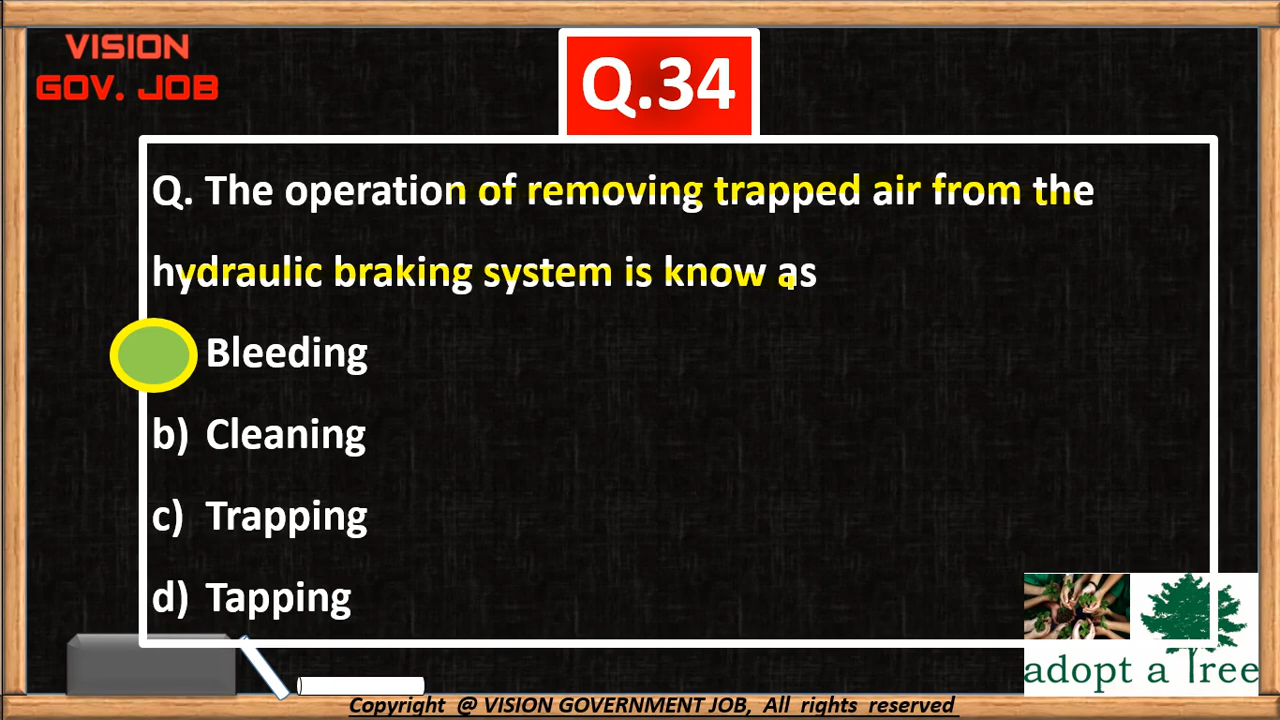 VISION
GOV. JOB
Q.34
Q. The operation of removing trapped air from the
hydraulic braking system is know as
Bleeding
b) Cleaning
c) Trapping
d) Tapping
adopt a Tree
Copyright @ VISION GOVERNMENT JOB, All rights reserved